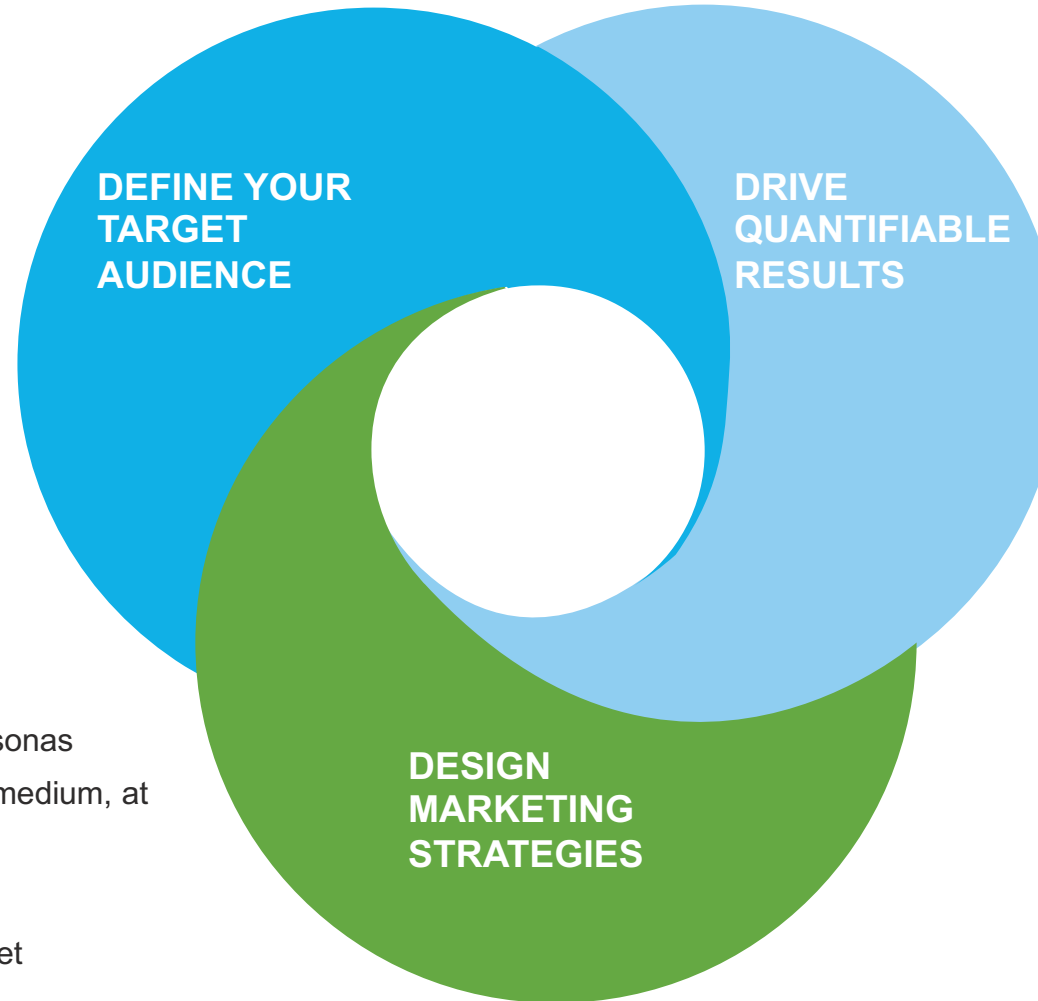 DEFINE YOUR
TARGET
AUDIENCE
DRIVE
QUANTIFIABLE
RESULTS
sonas
medium, at
DESIGN
MARKETING
STRATEGIES
et